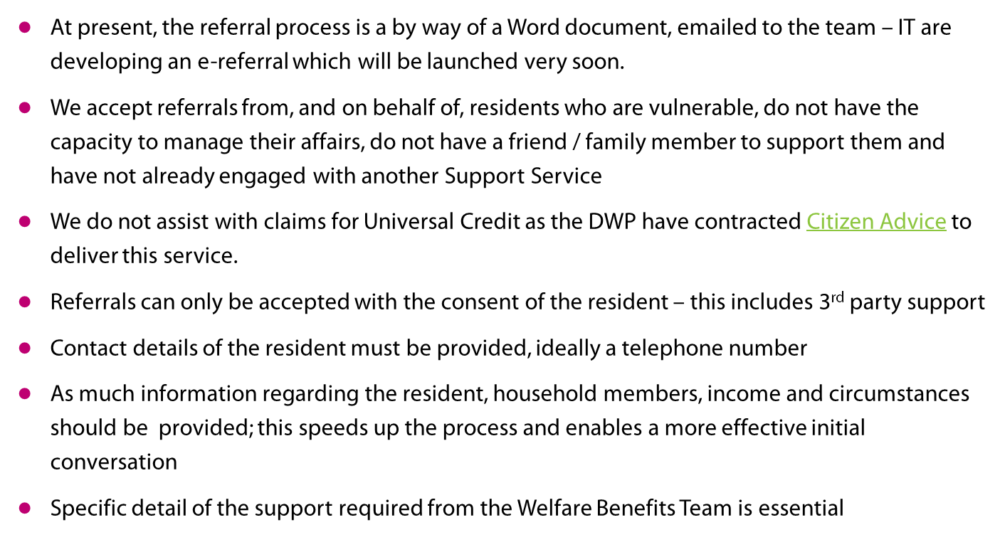 At present, the referral process is a by way of a Word document, emailed to the team – IT are
developing an e-referral which will be launched very soon.
We accept referrals from, and on behalf of, residents who are vulnerable, do not have the
capacity to manage their affairs, do not have a friend / family member to support them and
have not already engaged with another Support Service
We do not assist with claims for Universal Credit as the DWP have contracted Citizen Advice to
deliver this service.
Referrals can only be accepted with the consent of the resident – this includes 3rd party support
Contact details of the resident must be provided, ideally a telephone number
As much information regarding the resident, household members, income and circumstances
should be  provided; this speeds up the process and enables a more effective initial
conversation
Specific detail of the support required from the Welfare Benefits Team is essential